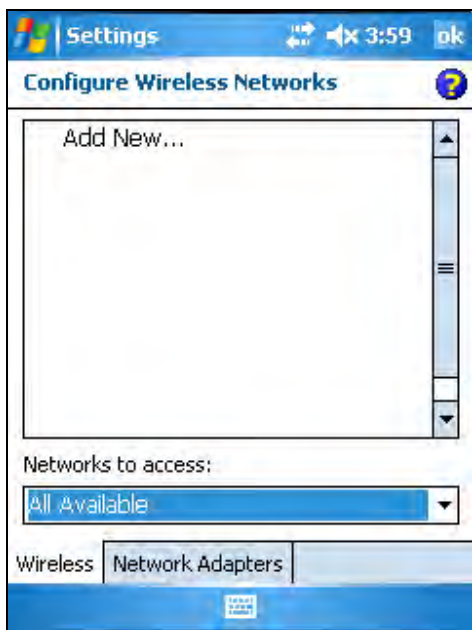 Settings 3:59 ok
Configure Wireless Networks ?
Add New...
Networks to access:
All Available
Wireless Network Adapters